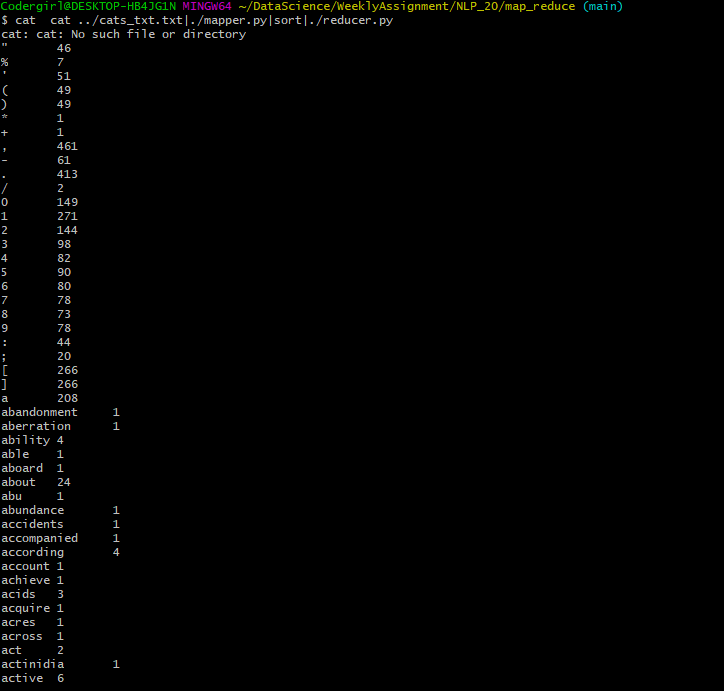 Codergirl@DESKTOP-HB4JG1N MINGW64 ~/DataScience/WeeklyAssignment/NLP_20/map_reduce (main)
$ cat  cat ../cats_txt.txt|./mapper.py|sort|./reducer.py
cat: cat: No such file or directory
"       46
%       7
'       51
(       49
)       49
*       1
+       1
,       461
-       61
.       413
/       2
0       149
1       271
2       144
3       98
4       82
5       90
6       80
7       78
8       73
9       78
:       44
;       20
[       266
]       266
a       208
abandonment     1
aberration      1
ability 4
able    1
aboard  1
about   24
abu     1
abundance       1
accidents       1
accompanied     1
according       4
account 1
achieve 1
acids   3
acquire 1
acres   1
across  1
act     2
actinidia       1
active  6